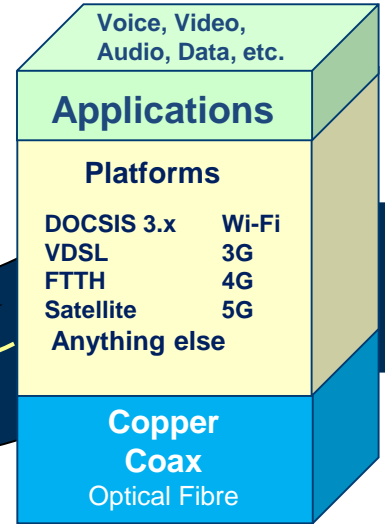 Voice, Video,
Audio, Data, etc.
Applications
Platforms
DOCSIS 3.x Wi-Fi
VDSL 3G
FTTH 4G
Satellite 5G
Anything else
Copper
Coax
Optical Fibre